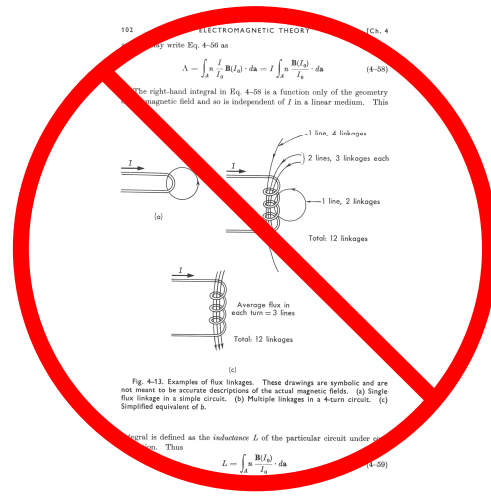 102
ELECTROMAGNETIC THEORY
[Ch. 4
may write Eq. 4–56 as
Λ = ∫_A n I/I₀ B(I₀) · da = I ∫_A n B(I₀)/I₀ · da (4–58)
The right-hand integral in Eq. 4–58 is a function only of the geometry
magnetic field and so is independent of I in a linear medium. This
1 line, 4 linkages
2 lines, 3 linkages each
I
I
1 line, 2 linkages
(a)
Total: 12 linkages
I
Average flux in
each turn = 3 lines
Total: 12 linkages
(c)
Fig. 4–13. Examples of flux linkages. These drawings are symbolic and are
not meant to be accurate descriptions of the actual magnetic fields. (a) Single
flux linkage in a simple circuit. (b) Multiple linkages in a 4-turn circuit. (c)
Simplified equivalent of b.
is defined as the inductance L of the particular circuit under
Thus
L = ∫_A n B(I₀)/I₀ · da (4–59)